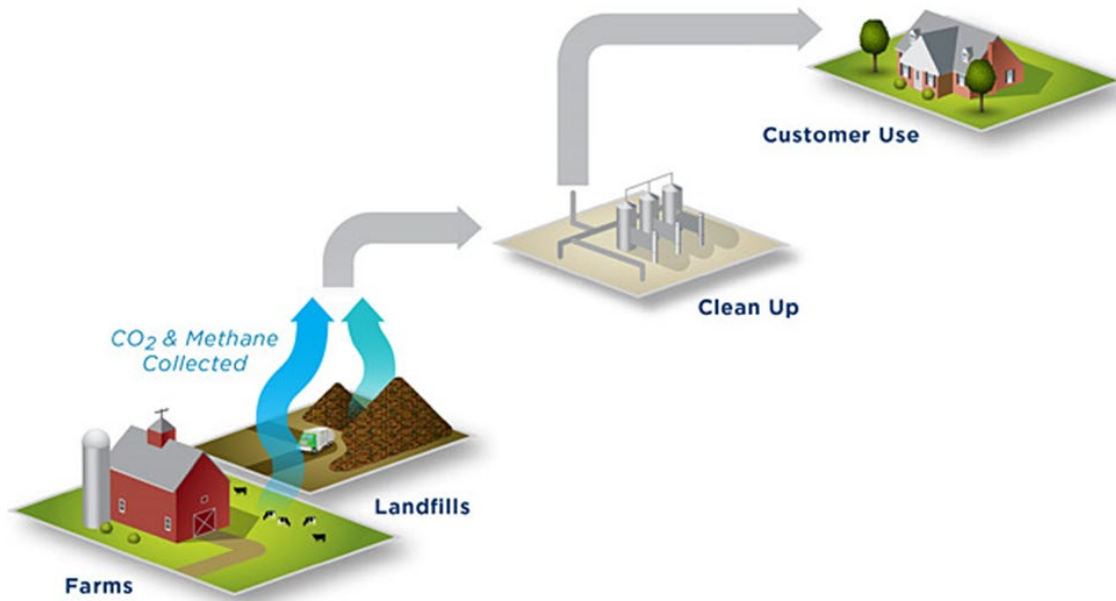 Customer Use
Clean Up
CO₂ & Methane
Collected
Landfills
Farms